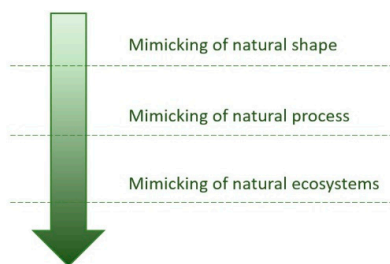 Mimicking of natural shape
Mimicking of natural process
Mimicking of natural ecosystems